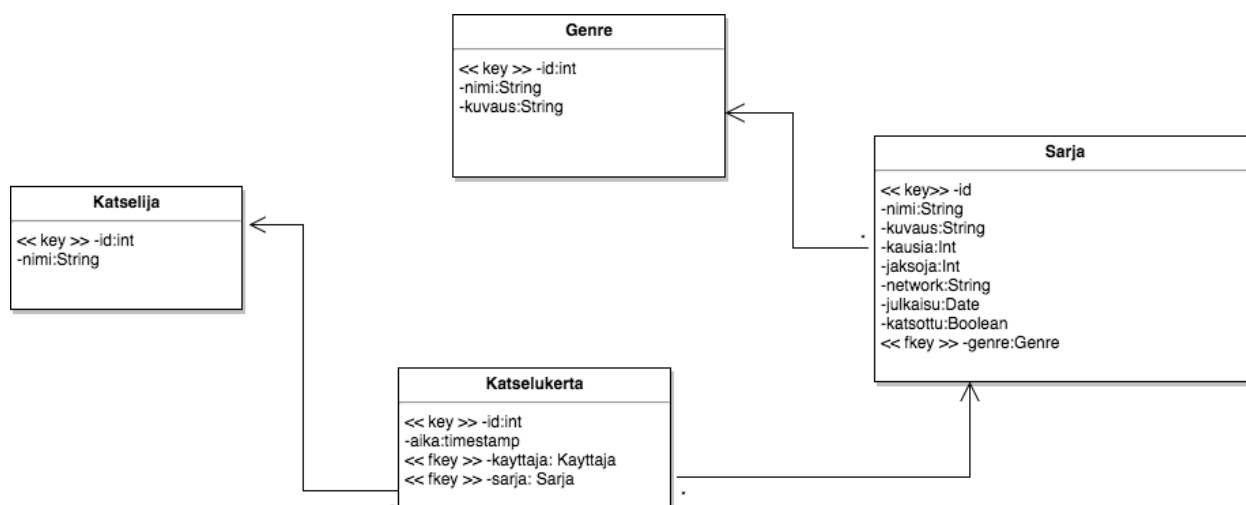 Genre
<< key >> -id:int
-nimi:String
-kuvaus:String
Sarja
<< key>> -id
-nimi:String
-kuvaus:String
-kausia:Int
-jaksoja:Int
-network:String
-julkaisu:Date
-katsottu:Boolean
<< fkey >> -genre:Genre
*
Katselija
<< key >> -id:int
-nimi:String
Katselukerta
<< key >> -id:int
-aika:timestamp
<< fkey >> -kayttaja: Kayttaja
<< fkey >> -sarja: Sarja
*